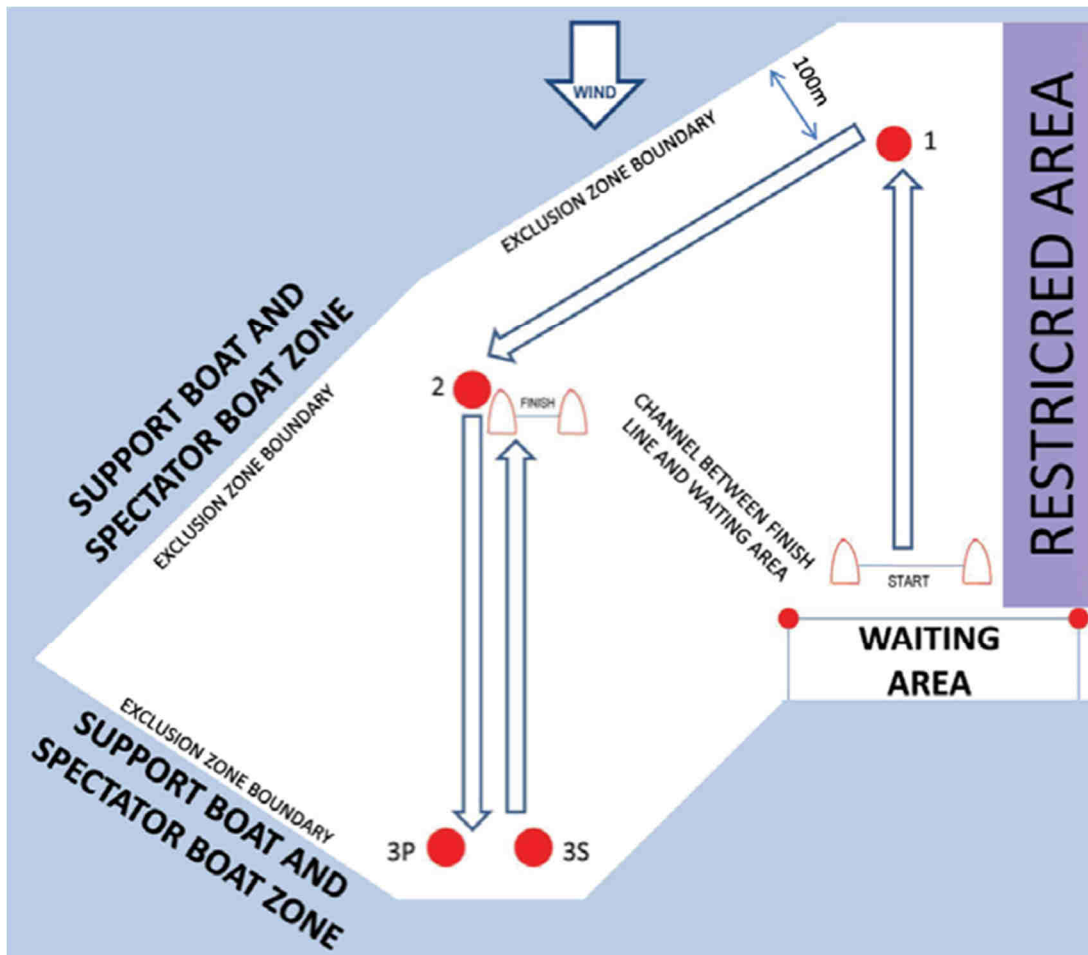 WIND
100m
1
EXCLUSION ZONE BOUNDARY
RESTRICRED AREA
SUPPORT BOAT AND
SPECTATOR BOAT ZONE
EXCLUSION ZONE BOUNDARY
2
FINISH
CHANNEL BETWEEN FINISH
LINE AND WAITING AREA
START
WAITING
AREA
EXCLUSION ZONE BOUNDARY
SUPPORT BOAT AND
SPECTATOR BOAT ZONE
3P
3S